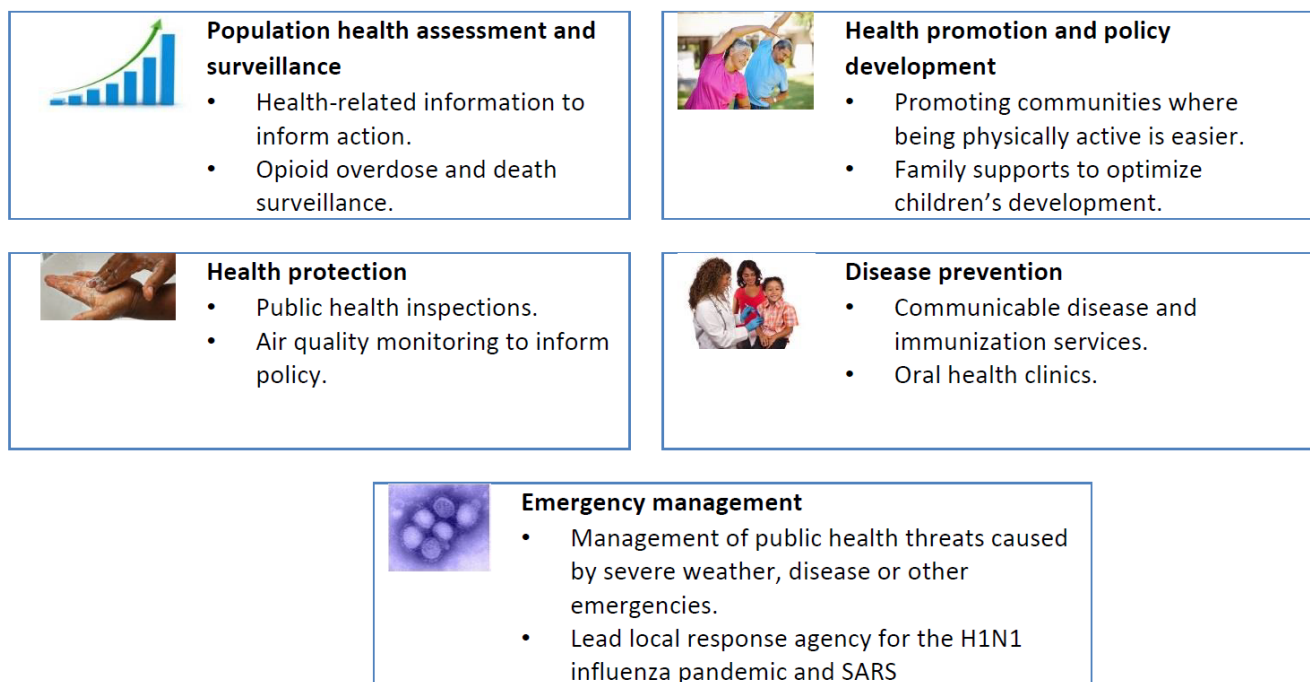 Population health assessment and
surveillance
• Health-related information to
inform action.
• Opioid overdose and death
surveillance.
Health promotion and policy
development
• Promoting communities where
being physically active is easier.
• Family supports to optimize
children’s development.
Health protection
• Public health inspections.
• Air quality monitoring to inform
policy.
Disease prevention
• Communicable disease and
immunization services.
• Oral health clinics.
Emergency management
• Management of public health threats caused
by severe weather, disease or other
emergencies.
• Lead local response agency for the H1N1
influenza pandemic and SARS